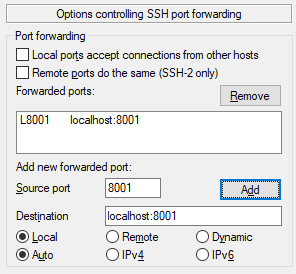 Options controlling SSH port forwarding
Port forwarding
Local ports accept connections from other hosts
Remote ports do the same (SSH-2 only)
Forwarded ports:
Remove
L8001 localhost:8001
Add new forwarded port:
Source port 8001 Add
Destination localhost:8001
Local Remote Dynamic
Auto IPv4 IPv6